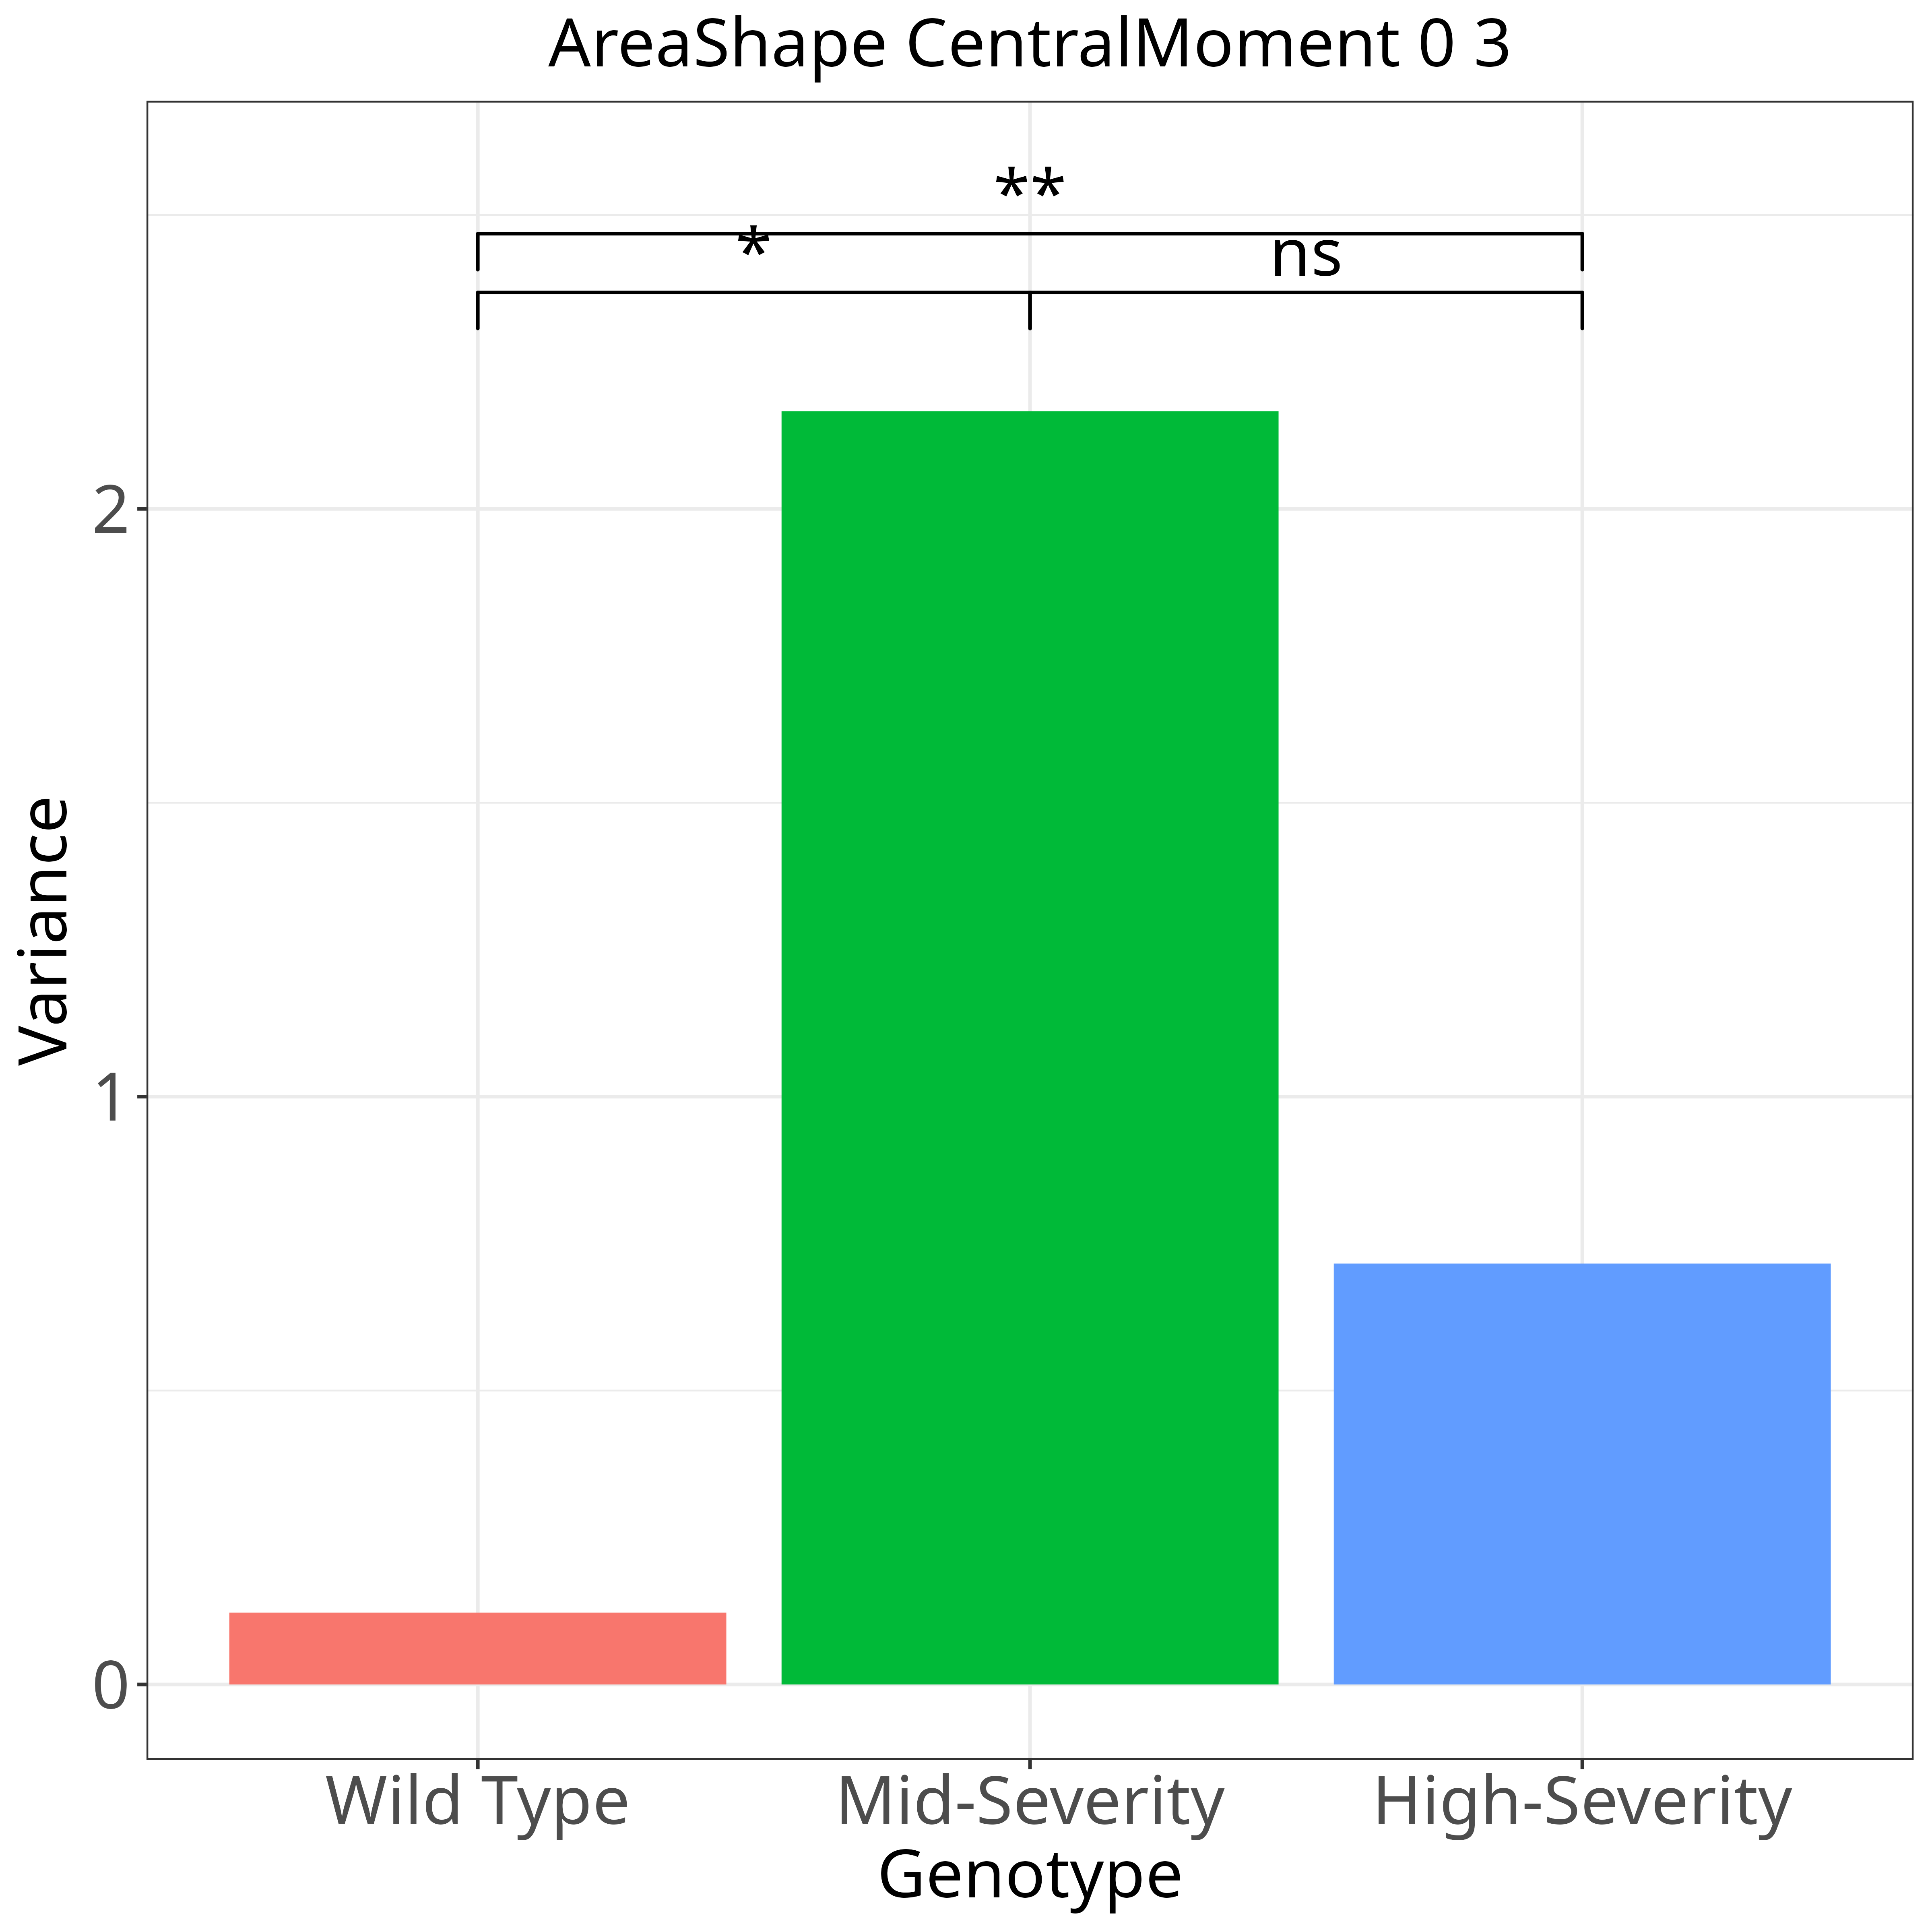 AreaShape CentralMoment 0 3
**
*
ns
2
1
0
Variance
Wild Type
Mid-Severity
High-Severity
Genotype